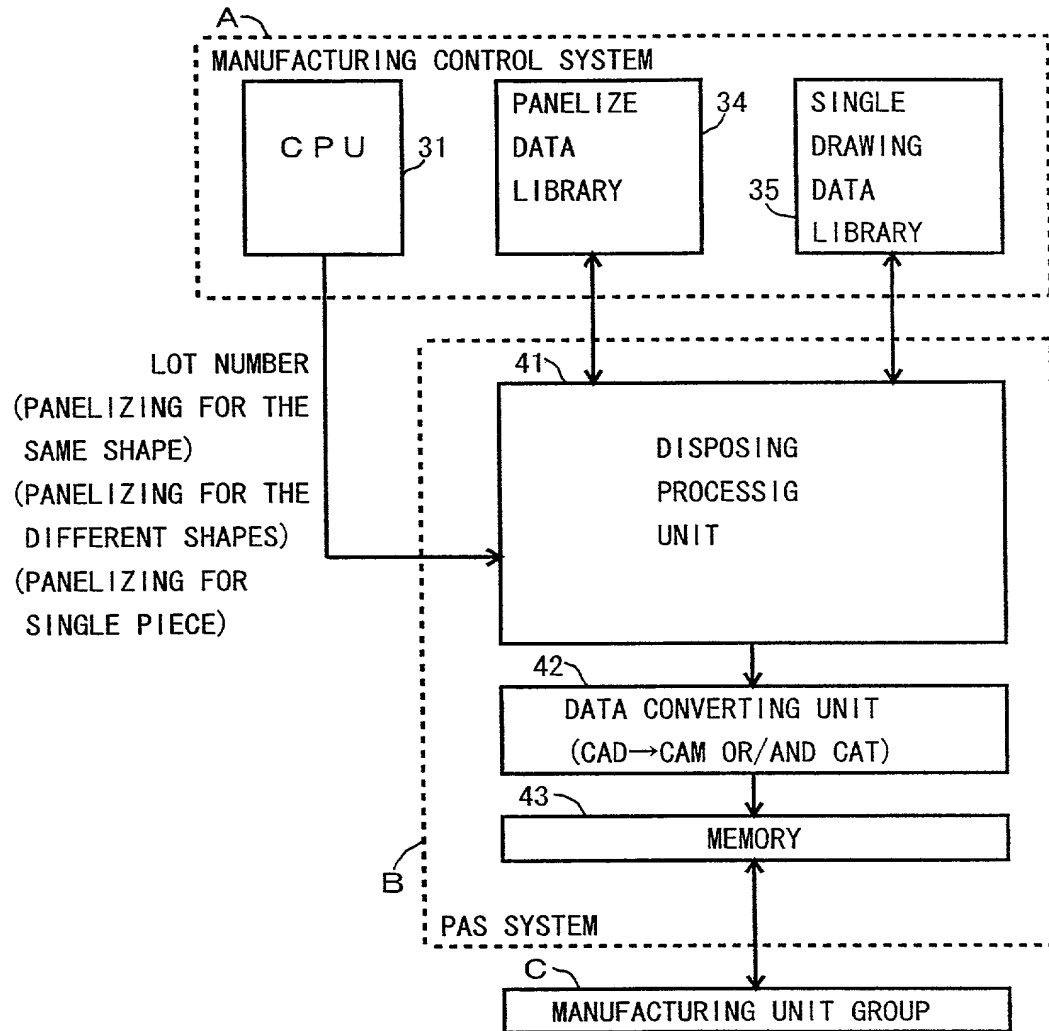 A
MANUFACTURING CONTROL SYSTEM
CPU
31
PANELIZE
DATA
LIBRARY
34
SINGLE
DRAWING
DATA
LIBRARY
35
LOT NUMBER
(PANELIZING FOR THE
SAME SHAPE)
(PANELIZING FOR THE
DIFFERENT SHAPES)
(PANELIZING FOR
SINGLE PIECE)
41
DISPOSING
PROCESSIG
UNIT
42
DATA CONVERTING UNIT
(CAD→CAM OR/AND CAT)
43
MEMORY
B
PAS SYSTEM
C
MANUFACTURING UNIT GROUP